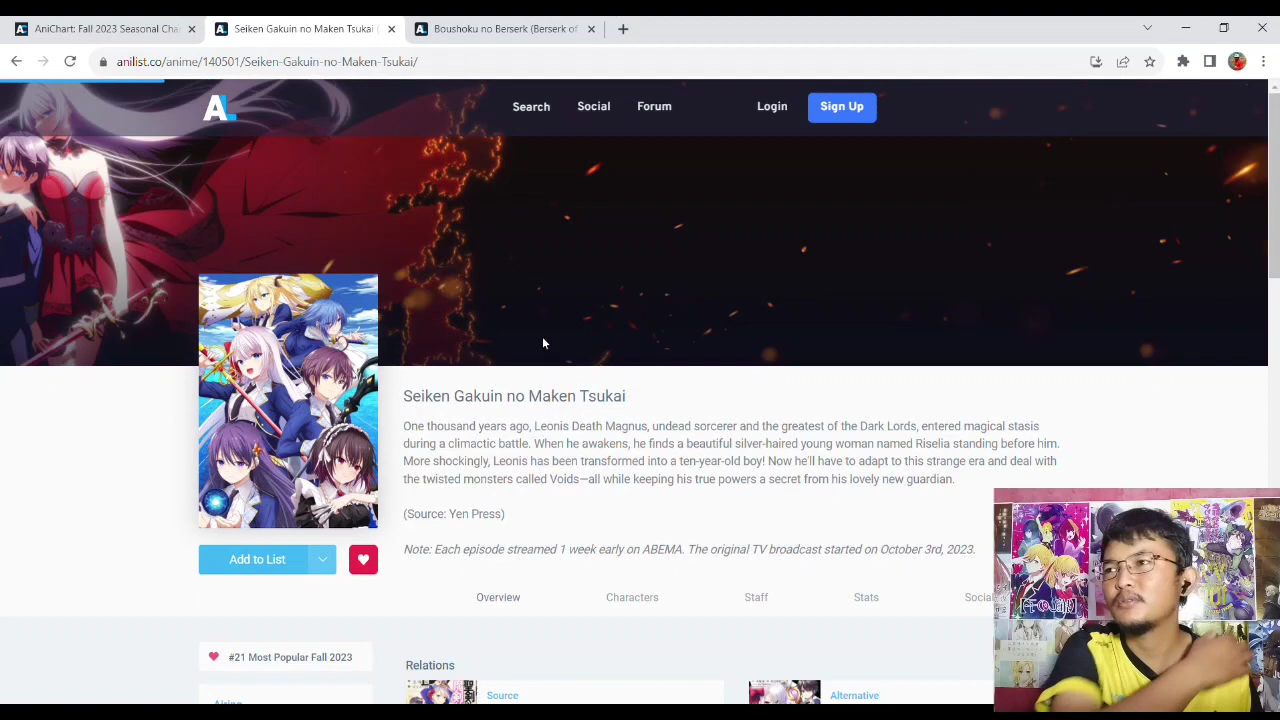 AniChart: Fall 2023 Seasonal Cha
Seiken Gakuin no Maken Tsukai (
Boushoku no Berserk (Berserk of
anilist.co/anime/140501/Seiken-Gakuin-no-Maken-Tsukai/
AL
Search
Social
Forum
Login
Sign Up
Seiken Gakuin no Maken Tsukai
One thousand years ago, Leonis Death Magnus, undead sorcerer and the greatest of the Dark Lords, entered magical stasis
during a climactic battle. When he awakens, he finds a beautiful silver-haired young woman named Riselia standing before him.
More shockingly, Leonis has been transformed into a ten-year-old boy! Now he'll have to adapt to this strange era and deal with
the twisted monsters called Voids—all while keeping his true powers a secret from his lovely new guardian.
(Source: Yen Press)
Note: Each episode streamed 1 week early on ABEMA. The original TV broadcast started on October 3rd, 2023.
Add to List
Overview
Characters
Staff
Stats
Social
#21 Most Popular Fall 2023
Relations
Airing
Source
Alternative